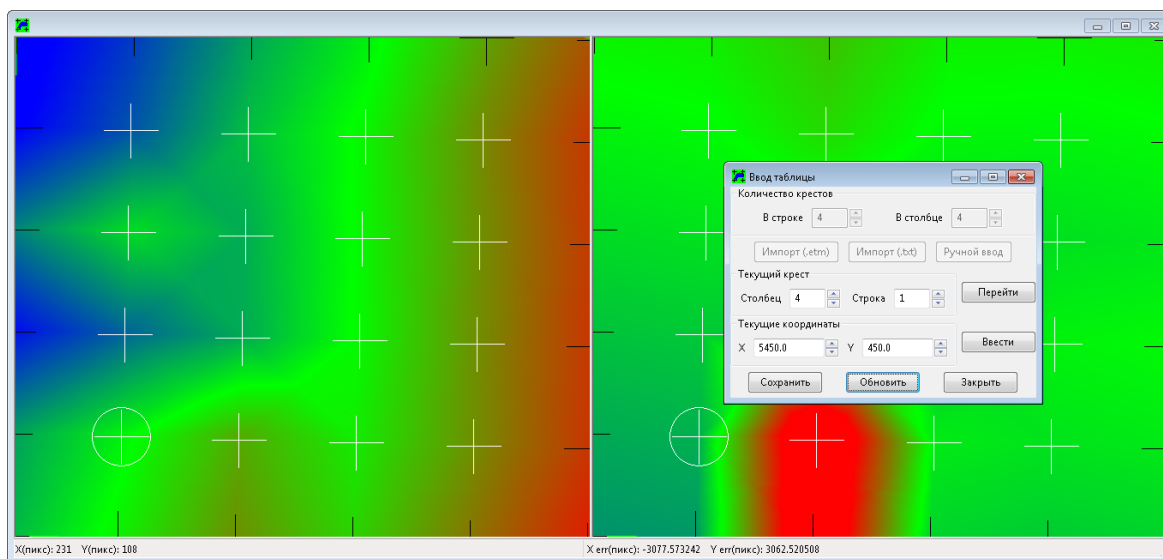 Ввод таблицы
Количество крестов
В строке 4 В столбце 4
Импорт (.etm) Импорт (.txt) Ручной ввод
Текущий крест
Столбец 4 Строка 1 Перейти
Текущие координаты
X 5450.0 Y 450.0 Ввести
Сохранить Обновить Закрыть
X(пикс): 231 Y(пикс): 108 X err(пикс): -3077.573242 Y err(пикс): 3062.520508